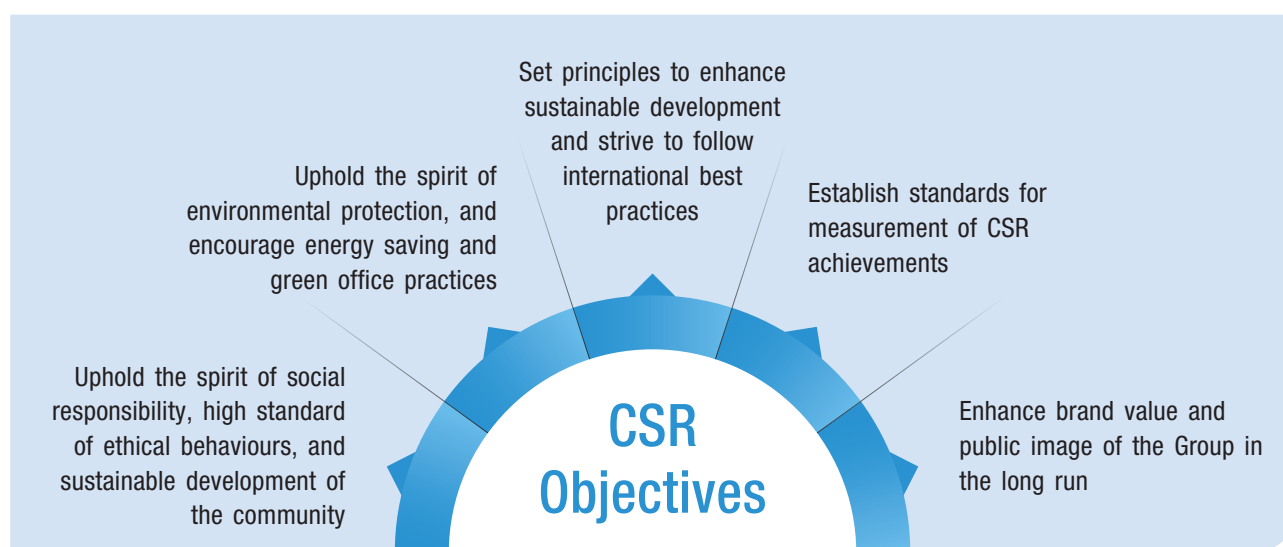 Set principles to enhance
sustainable development
and strive to follow
international best
practices
Uphold the spirit of
environmental protection, and
encourage energy saving and
green office practices
Establish standards for
measurement of CSR
achievements
Uphold the spirit of social
responsibility, high standard
of ethical behaviours, and
sustainable development of
the community
Enhance brand value and
public image of the Group in
the long run
CSR
Objectives